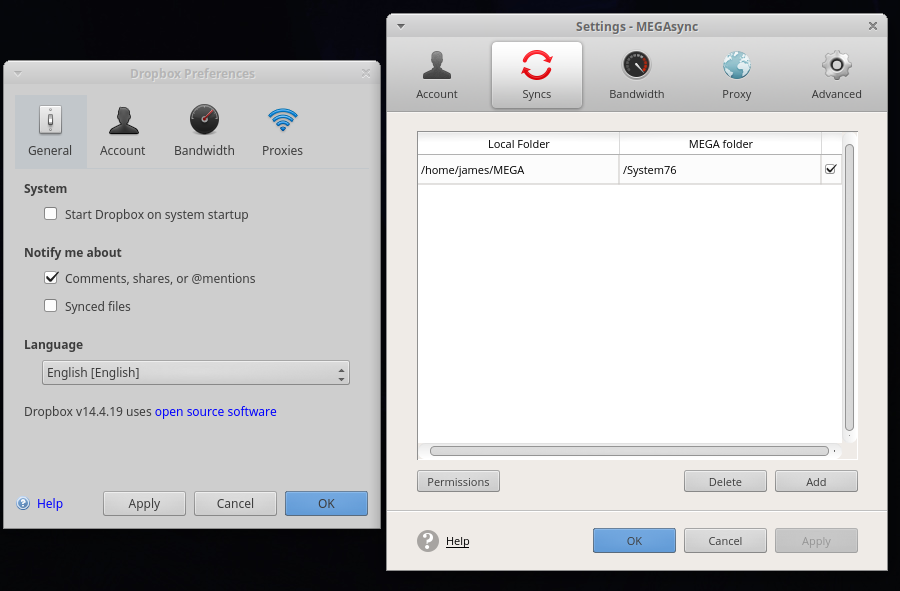 Dropbox Preferences
General Account Bandwidth Proxies
System
Start Dropbox on system startup
Notify me about
Comments, shares, or @mentions
Synced files
Language
English [English]
Dropbox v14.4.19 uses open source software
Help Apply Cancel OK
Settings - MEGAsync
Account Syncs Bandwidth Proxy Advanced
Local Folder MEGA folder
/home/james/MEGA /System76
Permissions Delete Add
Help OK Cancel Apply